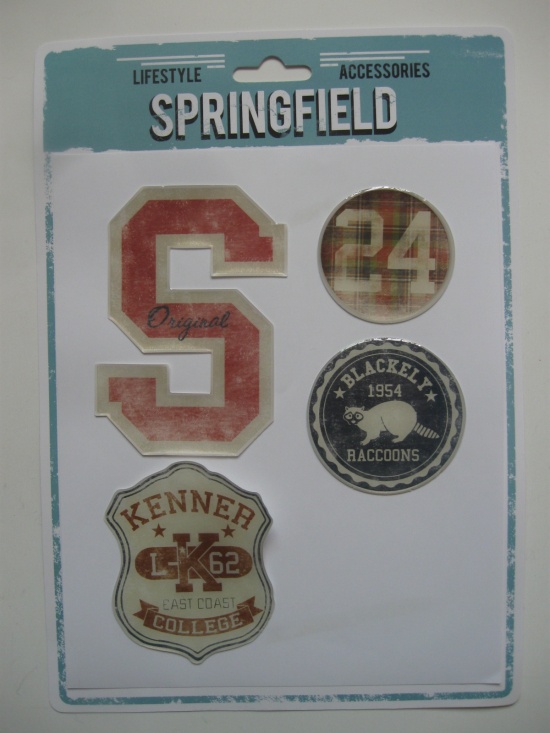 LIFESTYLE ACCESSORIES
SPRINGFIELD
S
Original
24
BLACKELY
1954
RACCOONS
KENNER
L K 62
EAST COAST
COLLEGE